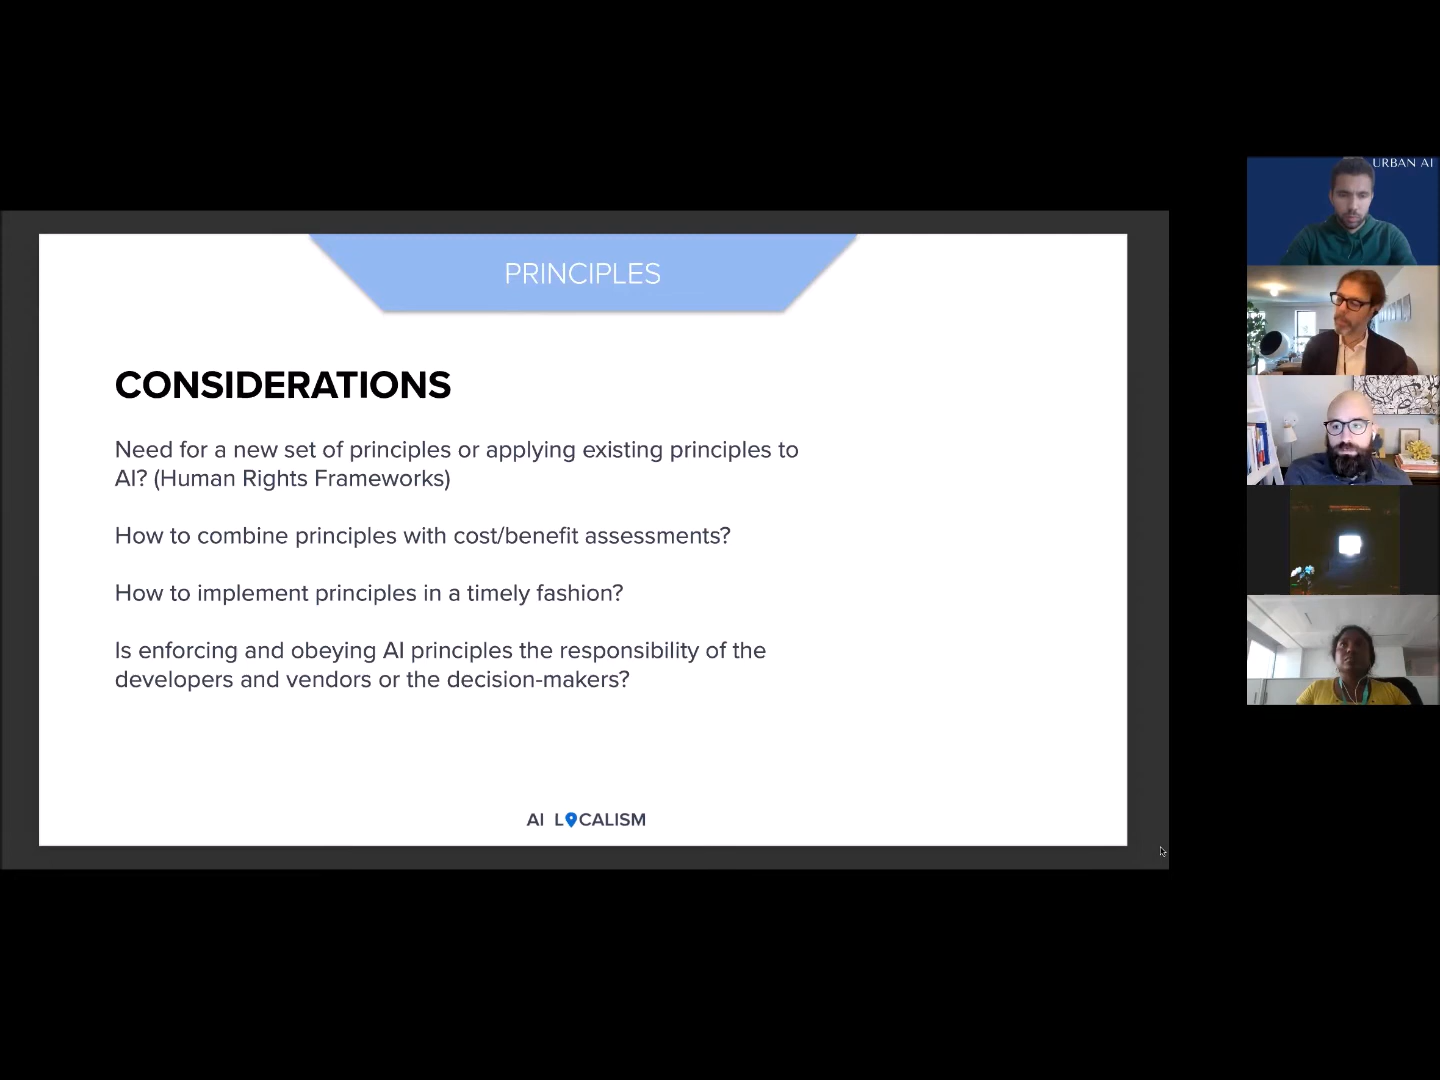 URBAN AI
PRINCIPLES
CONSIDERATIONS
Need for a new set of principles or applying existing principles to
AI? (Human Rights Frameworks)
How to combine principles with cost/benefit assessments?
How to implement principles in a timely fashion?
Is enforcing and obeying AI principles the responsibility of the
developers and vendors or the decision-makers?
AI LOCALISM